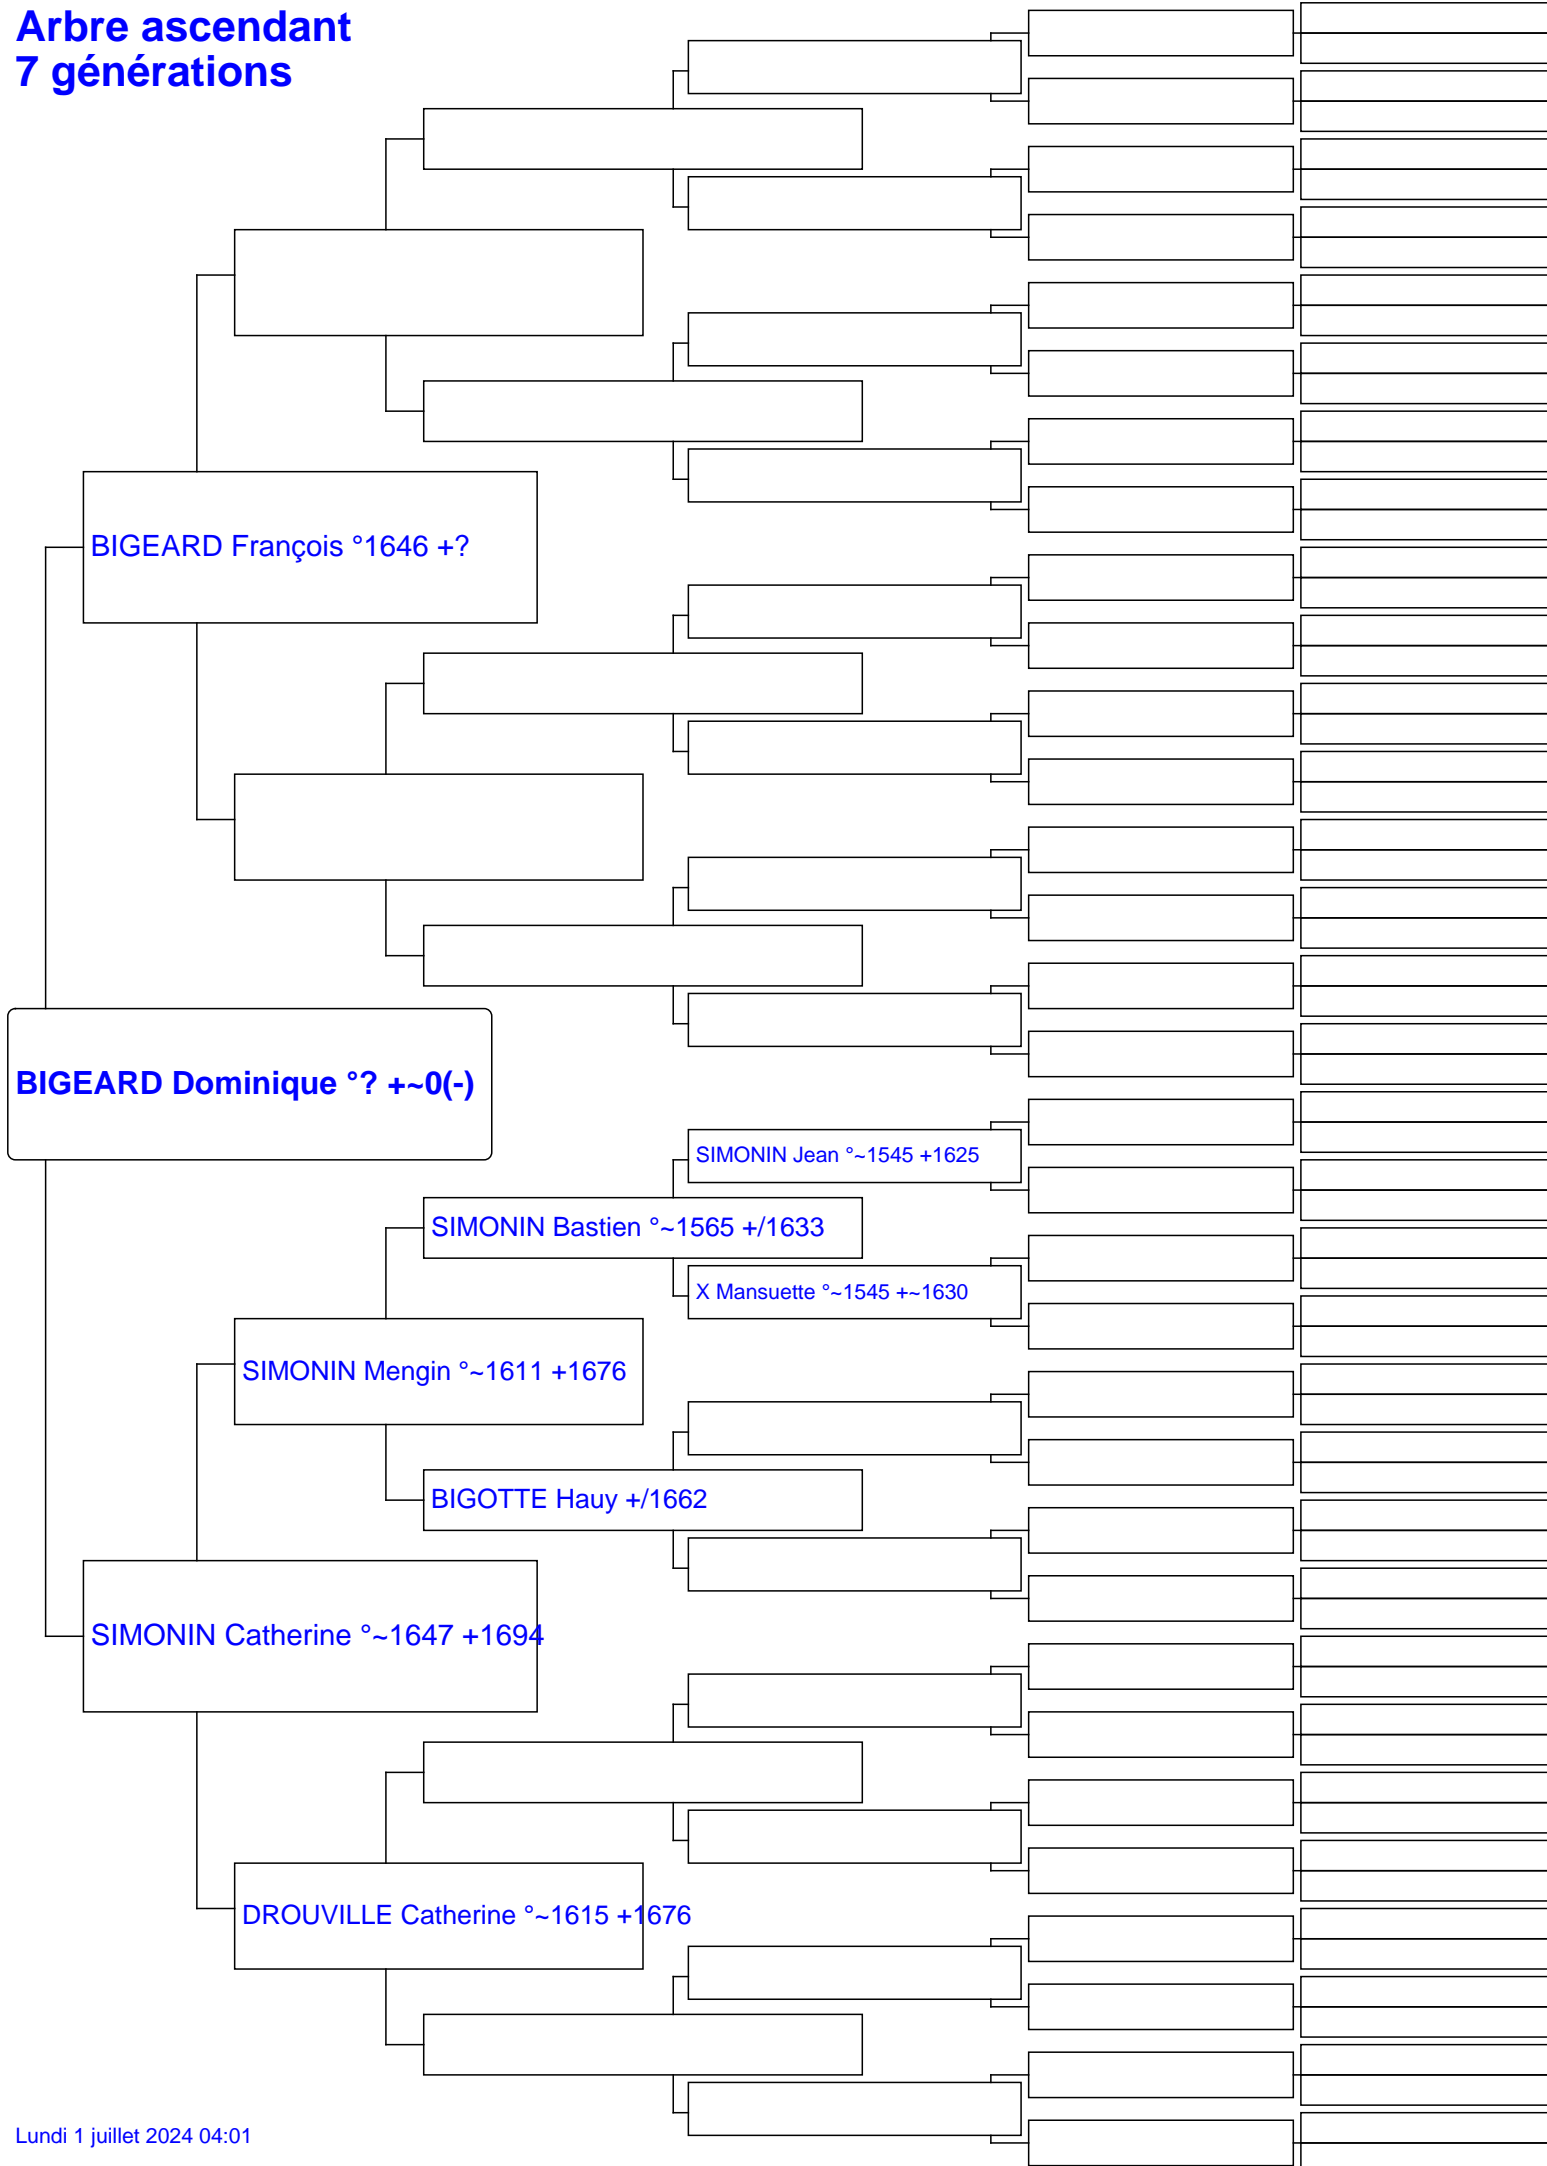 Arbre ascendant
7 générations
BIGEARD François °1646 +?
BIGEARD Dominique °? +~0(-)
SIMONIN Jean °~1545 +1625
SIMONIN Bastien °~1565 +/1633
X Mansuette °~1545 +~1630
SIMONIN Mengin °~1611 +1676
BIGOTTE Hauy +/1662
SIMONIN Catherine °~1647 +1694
DROUVILLE Catherine °~1615 +1676
Lundi 1 juillet 2024 04:01